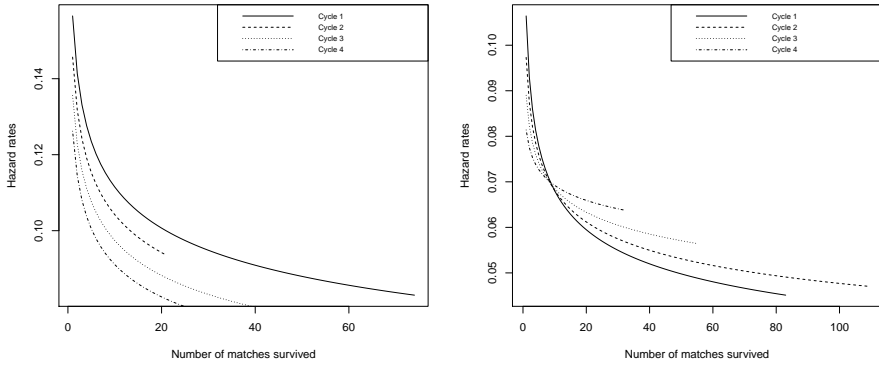 Cycle 1
Cycle 2
Cycle 3
Cycle 4
0.14
0.12
0.10
Hazard rates
0
20
40
60
Number of matches survived
Cycle 1
Cycle 2
Cycle 3
Cycle 4
0.10
0.09
0.08
0.07
0.06
0.05
Hazard rates
0
20
40
60
80
100
Number of matches survived